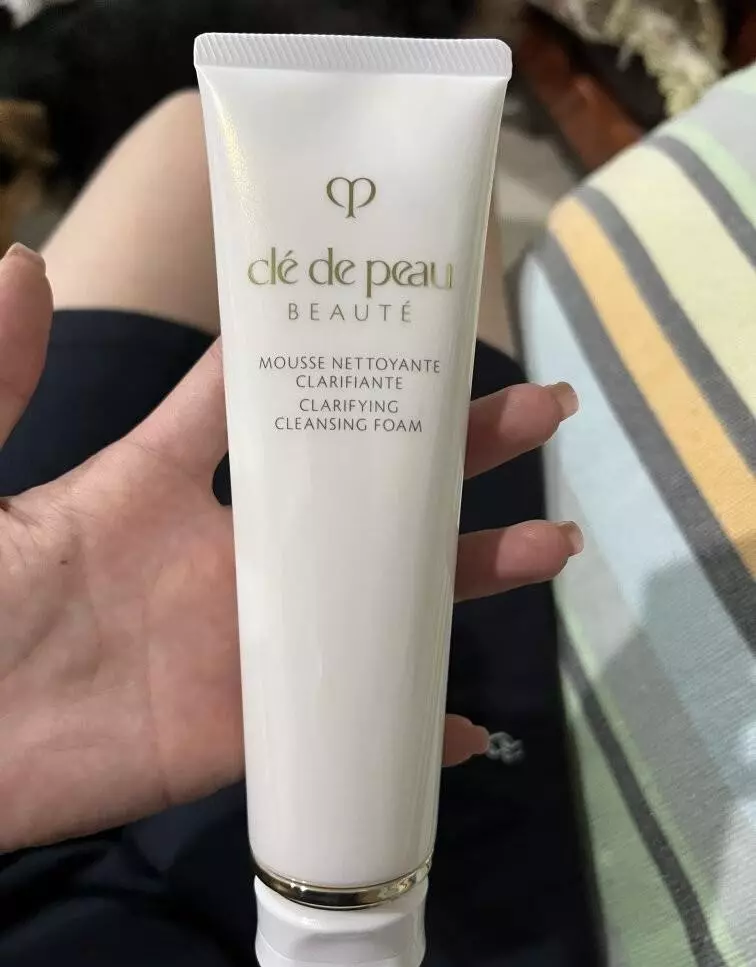 clé de peau
BEAUTÉ
MOUSSE NETTOYANTE
CLARIFIANTE
CLARIFYING
CLEANSING FOAM